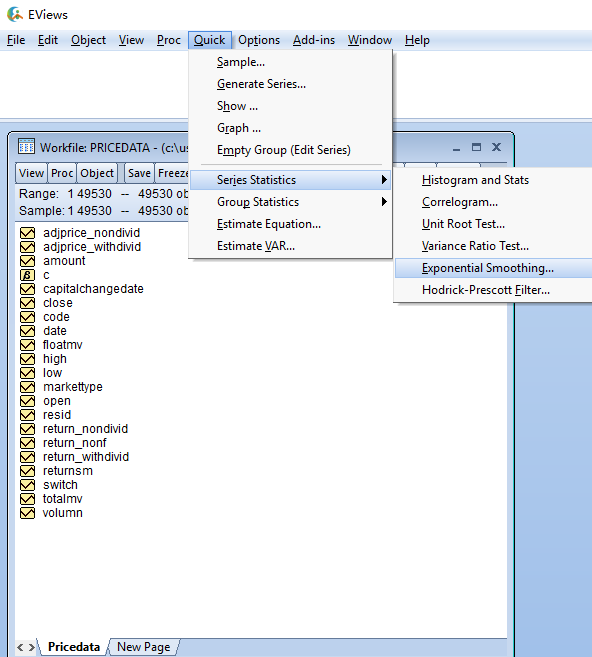 EViews
File Edit Object View Proc Quick Options Add-ins Window Help
Sample...
Generate Series...
Show ...
Graph ...
Empty Group (Edit Series)
Series Statistics
Group Statistics
Estimate Equation...
Estimate VAR...
Histogram and Stats
Correlogram...
Unit Root Test...
Variance Ratio Test...
Exponential Smoothing...
Hodrick-Prescott Filter...
Workfile: PRICEDATA - (c:\us
View Proc Object Save Freeze
Range: 1 49530 -- 49530 ob
Sample: 1 49530 -- 49530 ob
adjprice_nondivid
adjprice_withdivid
amount
β c
capitalchangedate
close
code
date
floatmv
high
low
markettype
open
resid
return_nondivid
return_nonf
return_withdivid
returnsm
switch
totalmv
volumn
< > Pricedata New Page